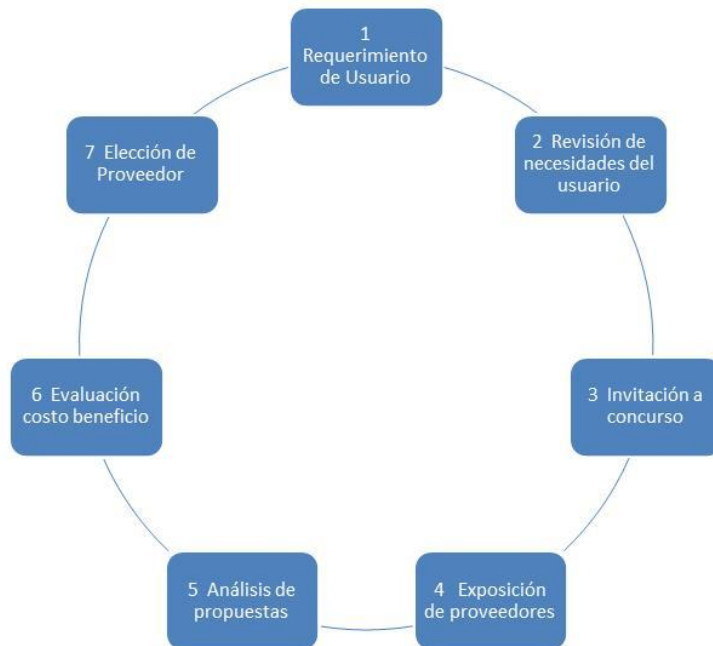 1
Requerimiento
de Usuario
2 Revisión de
necesidades del
usuario
3 Invitación a
concurso
4 Exposición
de proveedores
5 Análisis de
propuestas
6 Evaluación
costo beneficio
7 Elección de
Proveedor